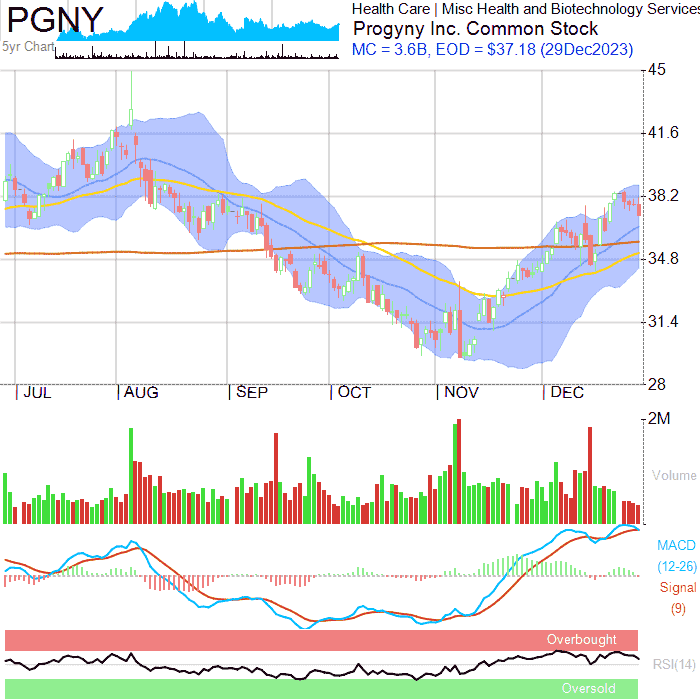 PGNY
5yr Chart
Health Care | Misc Health and Biotechnology Services
Progyny Inc. Common Stock
MC = 3.6B, EOD = $37.18 (29Dec2023)
45
41.6
38.2
34.8
31.4
28
JUL AUG SEP OCT NOV DEC
2M
Volume
MACD
(12-26)
Signal
(9)
Overbought
RSI(14)
Oversold